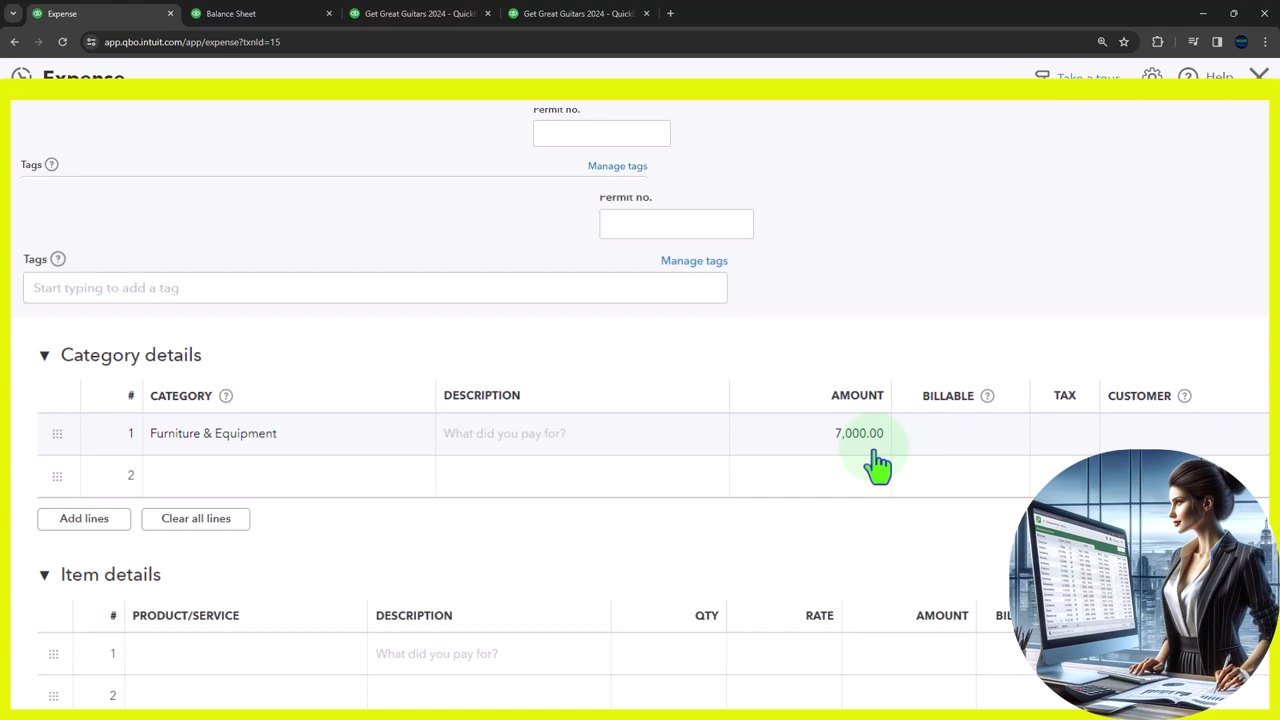 Expense
Balance Sheet
Get Great Guitars 2024 - Quick
Get Great Guitars 2024 - Quick
app.qbo.intuit.com/app/expense?txnId=15
Expense
Take a tour
Help
Permit no.
Tags
Manage tags
Permit no.
Tags
Manage tags
Start typing to add a tag
Category details
# CATEGORY DESCRIPTION AMOUNT BILLABLE TAX CUSTOMER
1 Furniture & Equipment What did you pay for? 7,000.00
2
Add lines Clear all lines
Item details
# PRODUCT/SERVICE DESCRIPTION QTY RATE AMOUNT
1 What did you pay for?
2